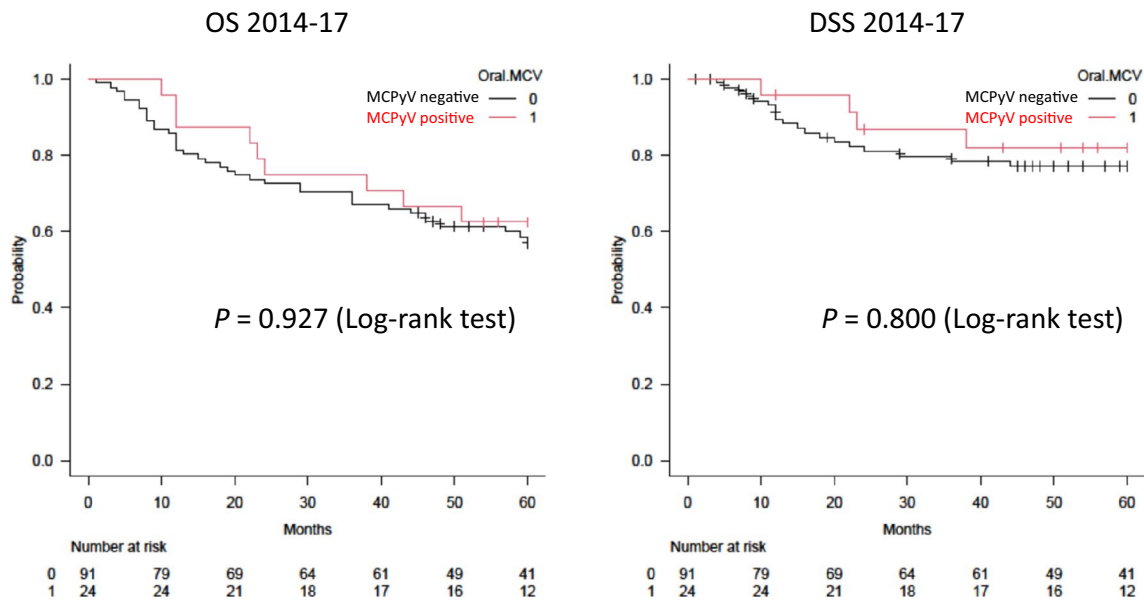 OS 2014-17
Oral.MCV
MCPyV negative 0
MCPyV positive 1
1.0
0.8
0.6
0.4
0.2
0.0
Probability
P = 0.927 (Log-rank test)
0 10 20 30 40 50 60
Months
Number at risk
0 91 79 69 64 61 49 41
1 24 24 21 18 17 16 12
DSS 2014-17
Oral.MCV
MCPyV negative 0
MCPyV positive 1
1.0
0.8
0.6
0.4
0.2
0.0
Probability
P = 0.800 (Log-rank test)
0 10 20 30 40 50 60
Months
Number at risk
0 91 79 69 64 61 49 41
1 24 24 21 18 17 16 12